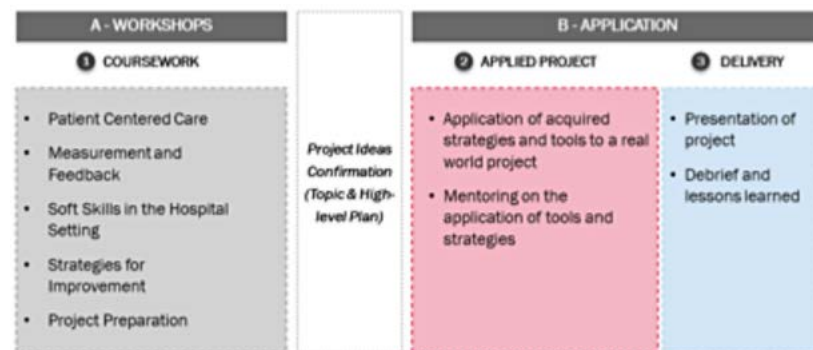 A - WORKSHOPS
1 COURSEWORK
• Patient Centered Care
• Measurement and
Feedback
• Soft Skills in the Hospital
Setting
• Strategies for
Improvement
• Project Preparation
Project Ideas
Confirmation
(Topic & High-
level Plan)
B - APPLICATION
2 APPLIED PROJECT
• Application of acquired
strategies and tools to a real
world project
• Mentoring on the
application of tools and
strategies
3 DELIVERY
• Presentation of
project
• Debrief and
lessons learned